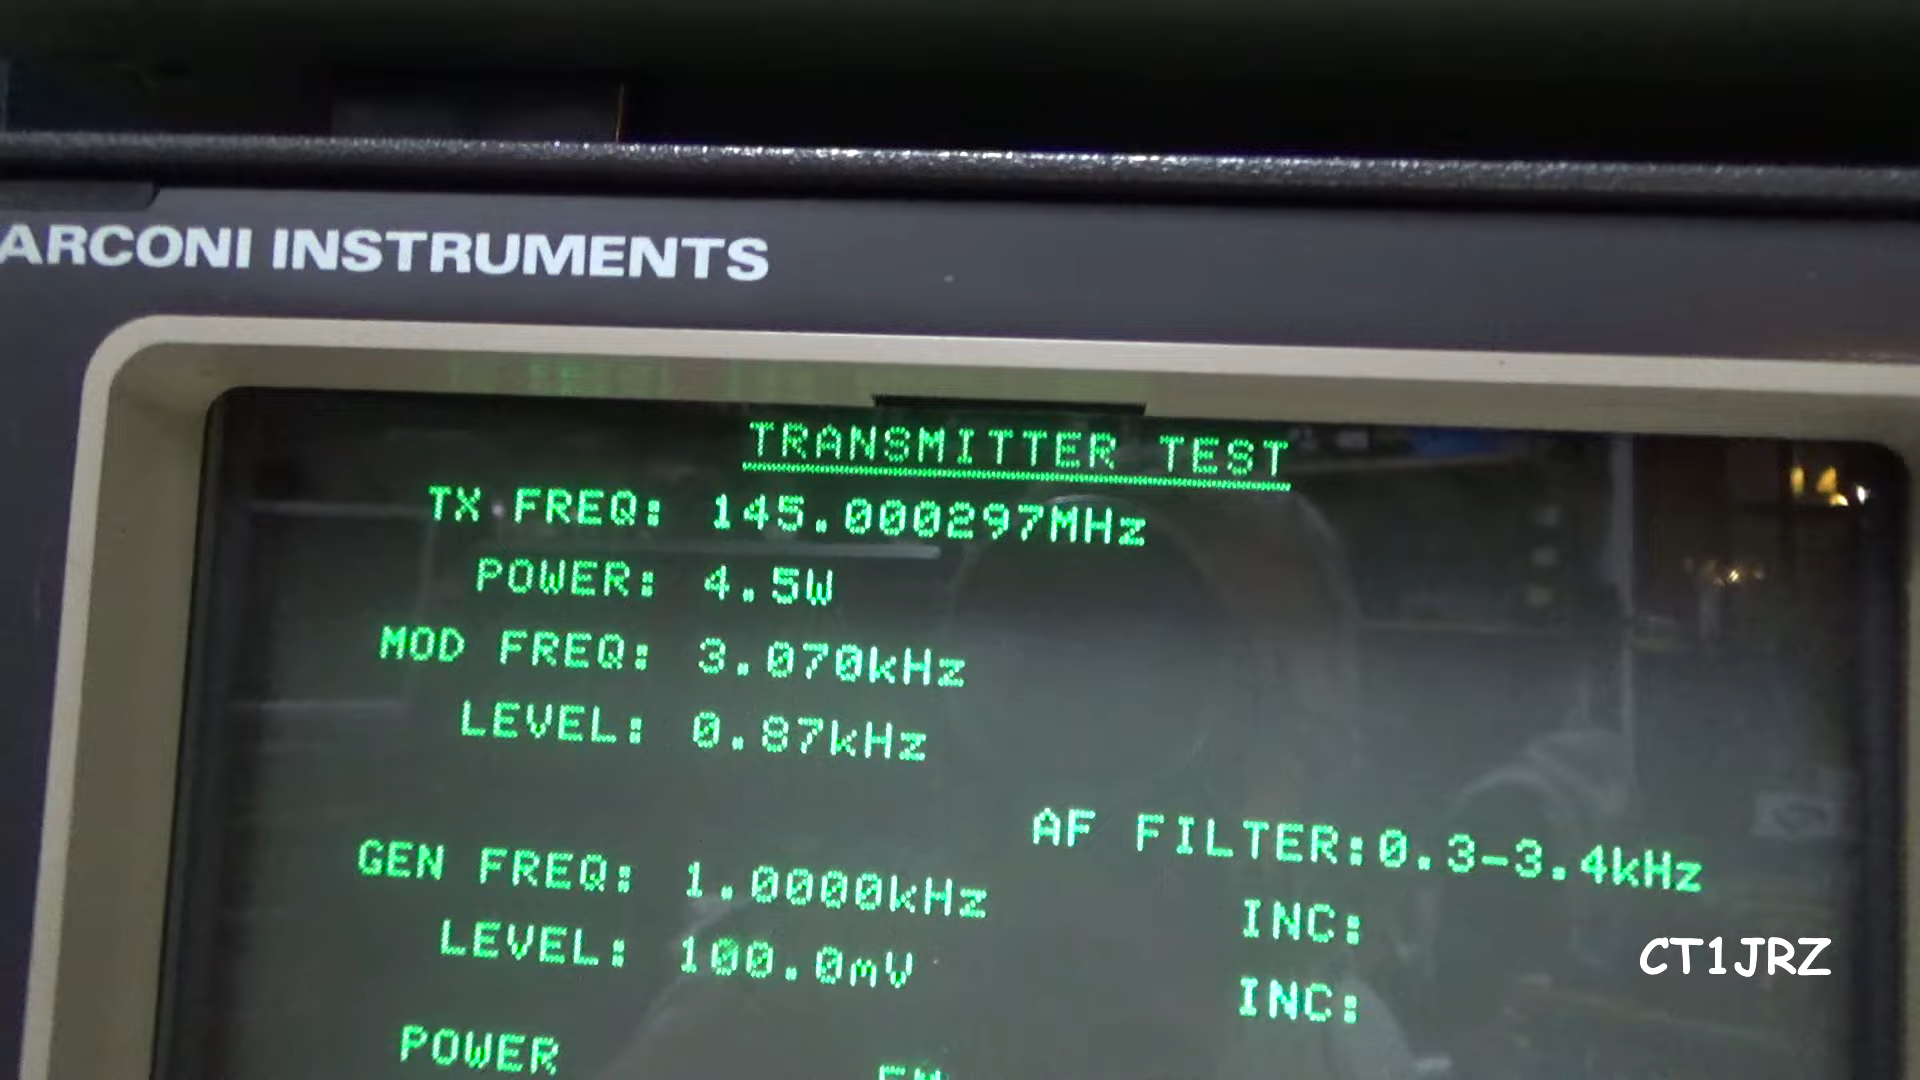 ARCONI INSTRUMENTS
TRANSMITTER TEST
TX FREQ: 145.000297MHz
POWER: 4.5W
MOD FREQ: 3.070kHz
LEVEL: 0.87kHz
AF FILTER:0.3-3.4kHz
GEN FREQ: 1.0000kHz
INC:
LEVEL: 100.0mV
INC:
CT1JRZ
POWER